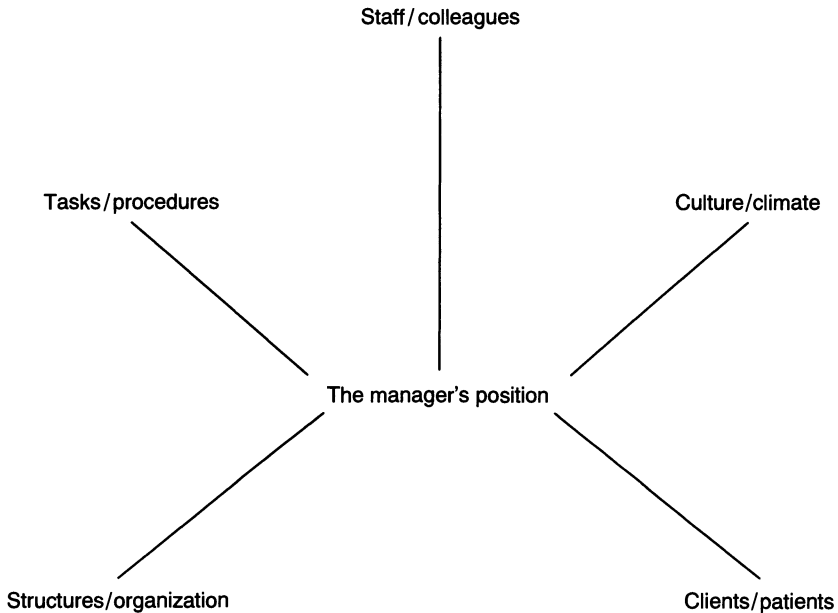 Staff/colleagues
Tasks/procedures
Culture/climate
The manager's position
Structures/organization
Clients/patients